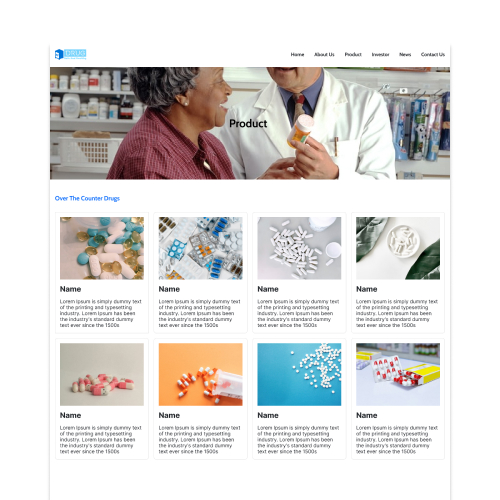 Home About Us Product Investor News Contact Us
Product
Over The Counter Drugs
Name Name Name Name
Lorem Ipsum is simply dummy text
of the printing and typesetting
industry. Lorem Ipsum has been
the industry's standard dummy
text ever since the 1500s
Lorem Ipsum is simply dummy text
of the printing and typesetting
industry. Lorem Ipsum has been
the industry's standard dummy
text ever since the 1500s
Lorem Ipsum is simply dummy text
of the printing and typesetting
industry. Lorem Ipsum has been
the industry's standard dummy
text ever since the 1500s
Lorem Ipsum is simply dummy text
of the printing and typesetting
industry. Lorem Ipsum has been
the industry's standard dummy
text ever since the 1500s
Name Name Name Name
Lorem Ipsum is simply dummy text
of the printing and typesetting
industry. Lorem Ipsum has been
the industry's standard dummy
text ever since the 1500s
Lorem Ipsum is simply dummy text
of the printing and typesetting
industry. Lorem Ipsum has been
the industry's standard dummy
text ever since the 1500s
Lorem Ipsum is simply dummy text
of the printing and typesetting
industry. Lorem Ipsum has been
the industry's standard dummy
text ever since the 1500s
Lorem Ipsum is simply dummy text
of the printing and typesetting
industry. Lorem Ipsum has been
the industry's standard dummy
text ever since the 1500s